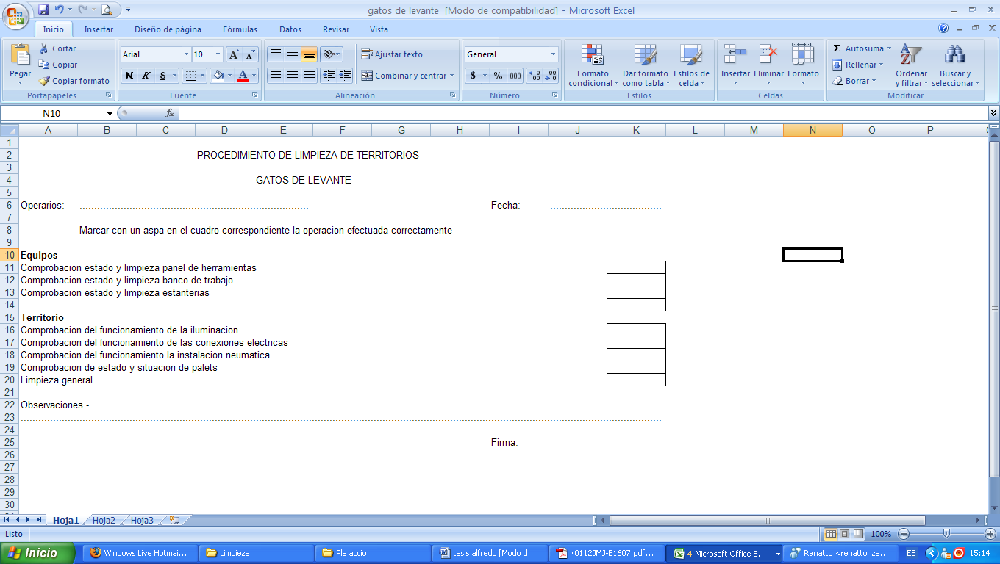 gatos de levante [Modo de compatibilidad] - Microsoft Excel
Inicio Insertar Diseño de página Fórmulas Datos Revisar Vista
Pegar Cortar Copiar Copiar formato Portapapeles
Arial 10 N K S Fuente
Ajustar texto Combinar y centrar Alineación
General $ % 000 Número
Formato condicional Dar formato como tabla Estilos de celda Estilos
Insertar Eliminar Formato Celdas
Autosuma Rellenar Borrar Ordenar y filtrar Buscar y seleccionar Modificar
N10 fx
A B C D E F G H I J K L M N O P
1
2 PROCEDIMIENTO DE LIMPIEZA DE TERRITORIOS
3
4 GATOS DE LEVANTE
5
6 Operarios: Fecha:
7
8 Marcar con un aspa en el cuadro correspondiente la operacion efectuada correctamente
9
10 Equipos
11 Comprobacion estado y limpieza panel de herramientas
12 Comprobacion estado y limpieza banco de trabajo
13 Comprobacion estado y limpieza estanterias
14
15 Territorio
16 Comprobacion del funcionamiento de la iluminacion
17 Comprobacion del funcionamiento de las conexiones electricas
18 Comprobacion del funcionamiento la instalacion neumatica
19 Comprobacion de estado y situacion de palets
20 Limpieza general
21
22 Observaciones.-
23
24
25 Firma:
26
27
28
29
30
Hoja1 Hoja2 Hoja3
Listo 100%
Inicio Windows Live Hotmai... Limpieza Pla accio tesis alfredo [Modo d... X0112JMJ-B1607.pdf... 4 Microsoft Office E... Renatto <renatto_ze... ES 15:14